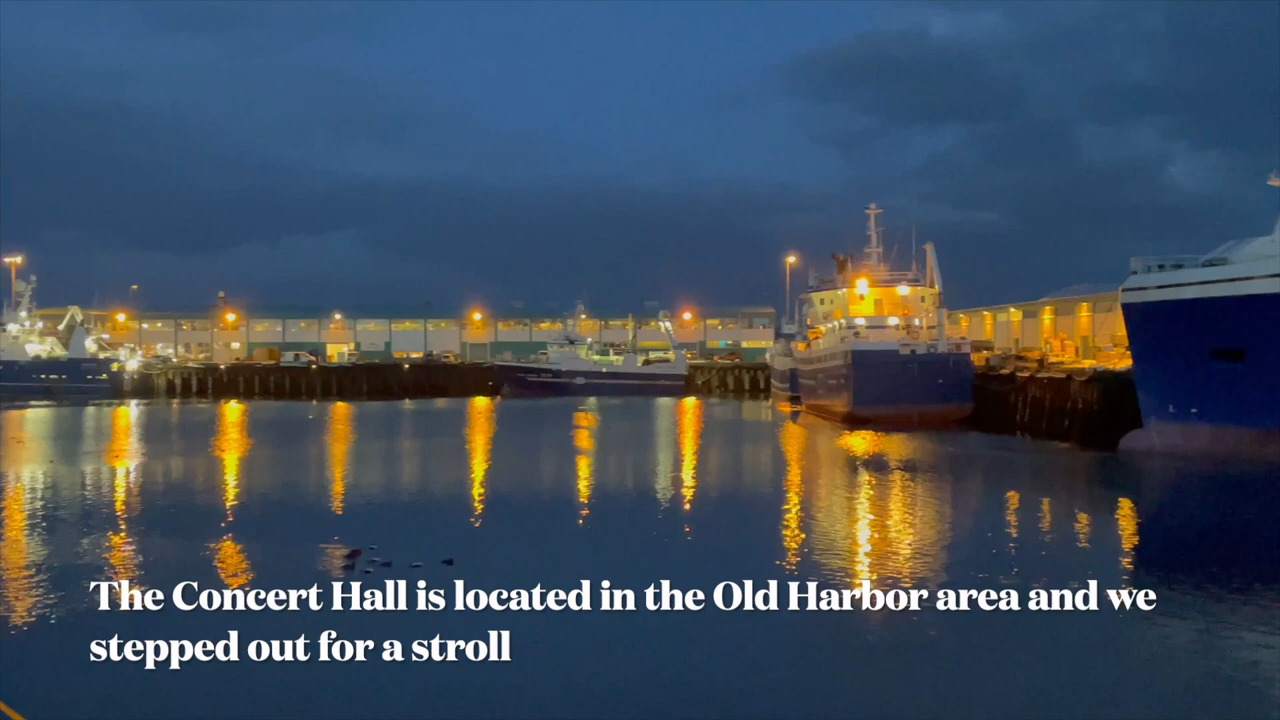 The Concert Hall is located in the Old Harbor area and we
stepped out for a stroll